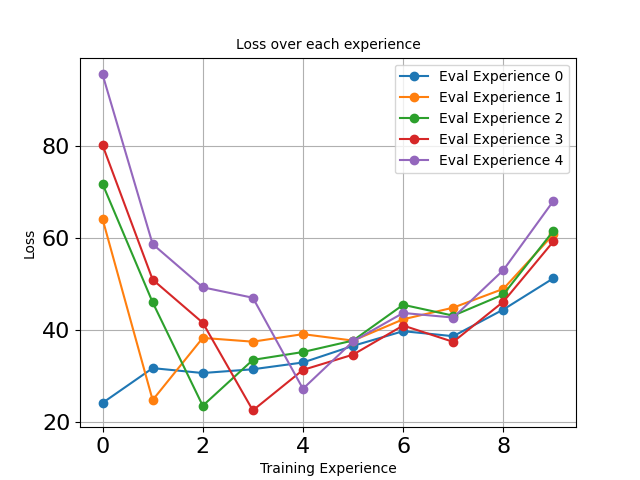 Loss over each experience
Eval Experience 0
Eval Experience 1
Eval Experience 2
Eval Experience 3
Eval Experience 4
Loss
80
60
40
20
0 2 4 6 8
Training Experience